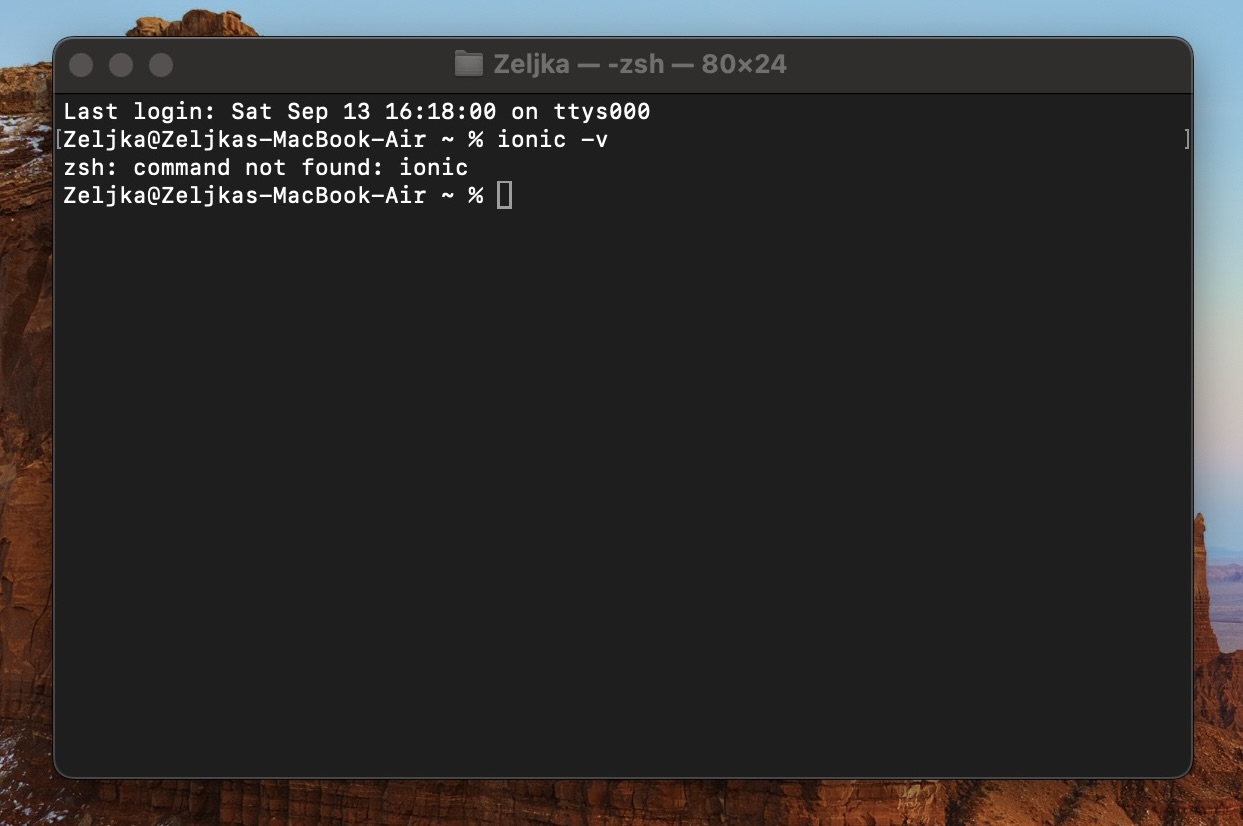 Zeljka — -zsh — 80×24
Last login: Sat Sep 13 16:18:00 on ttys000
[Zeljka@Zeljkas-MacBook-Air ~ % ionic -v ]
zsh: command not found: ionic
Zeljka@Zeljkas-MacBook-Air ~ %